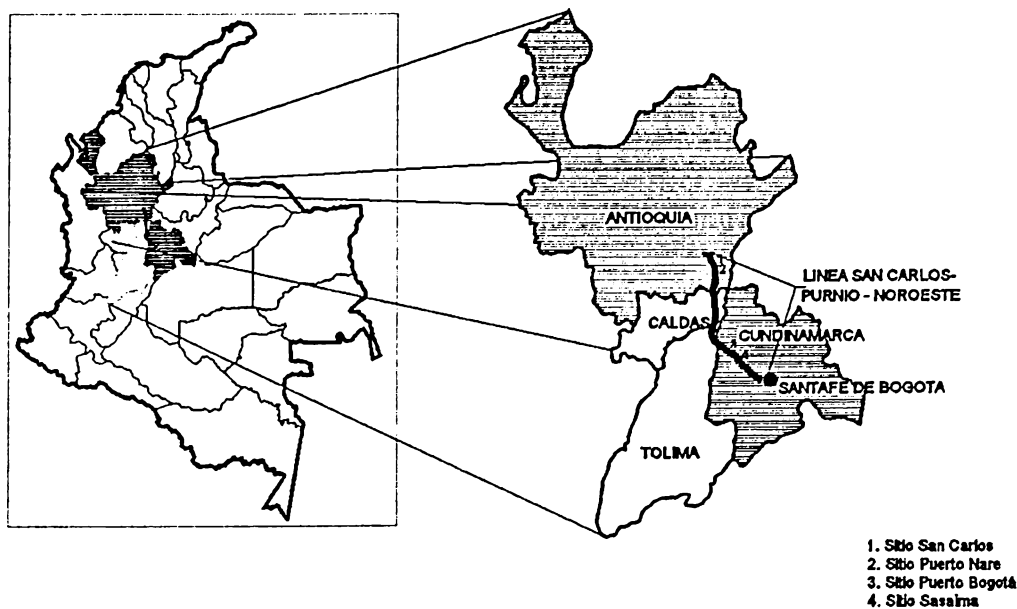 ANTIOQUIA
2
LINEA SAN CARLOS-
PURNIO - NOROESTE
CALDAS
CUNDINAMARCA
SANTAFE DE BOGOTA
TOLIMA
1. Sitio San Carlos
2. Sitio Puerto Nare
3. Sitio Puerto Bogotá
4. Sitio Sasaima